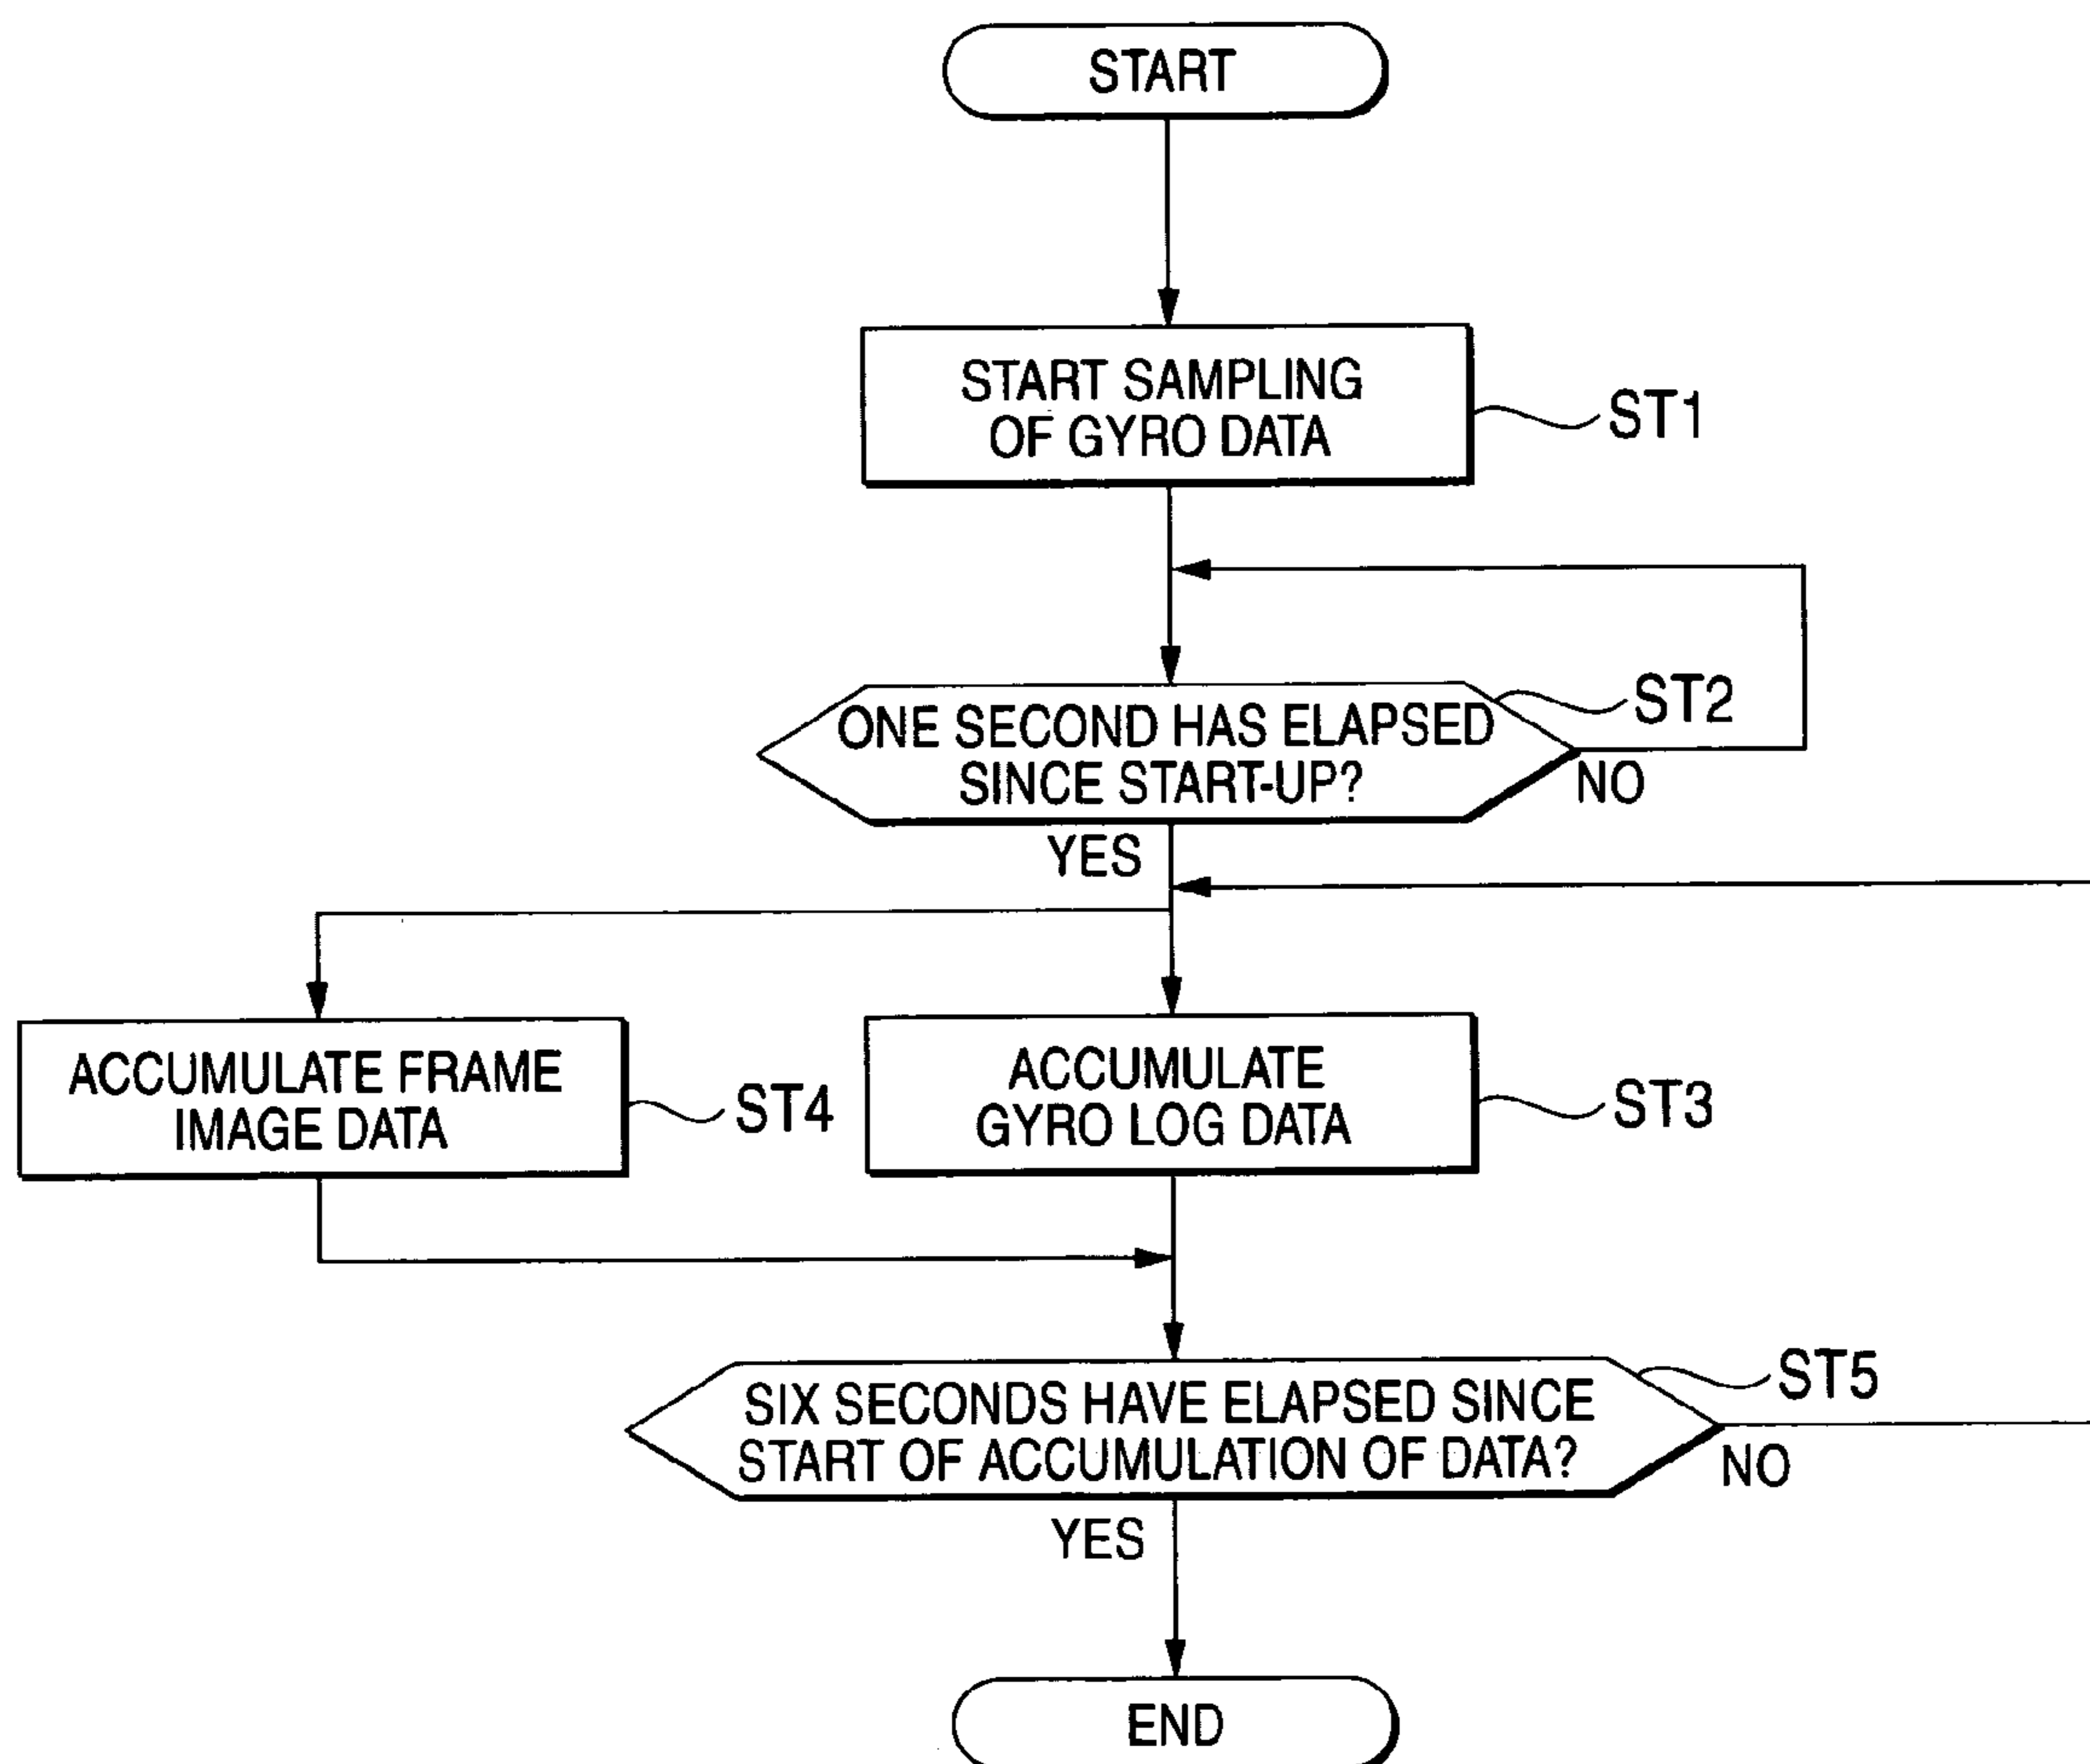 START
START SAMPLING
OF GYRO DATA
ST1
ONE SECOND HAS ELAPSED
SINCE START-UP?
ST2
NO
YES
ACCUMULATE FRAME
IMAGE DATA
ST4
ACCUMULATE
GYRO LOG DATA
ST3
SIX SECONDS HAVE ELAPSED SINCE
START OF ACCUMULATION OF DATA?
ST5
NO
YES
END